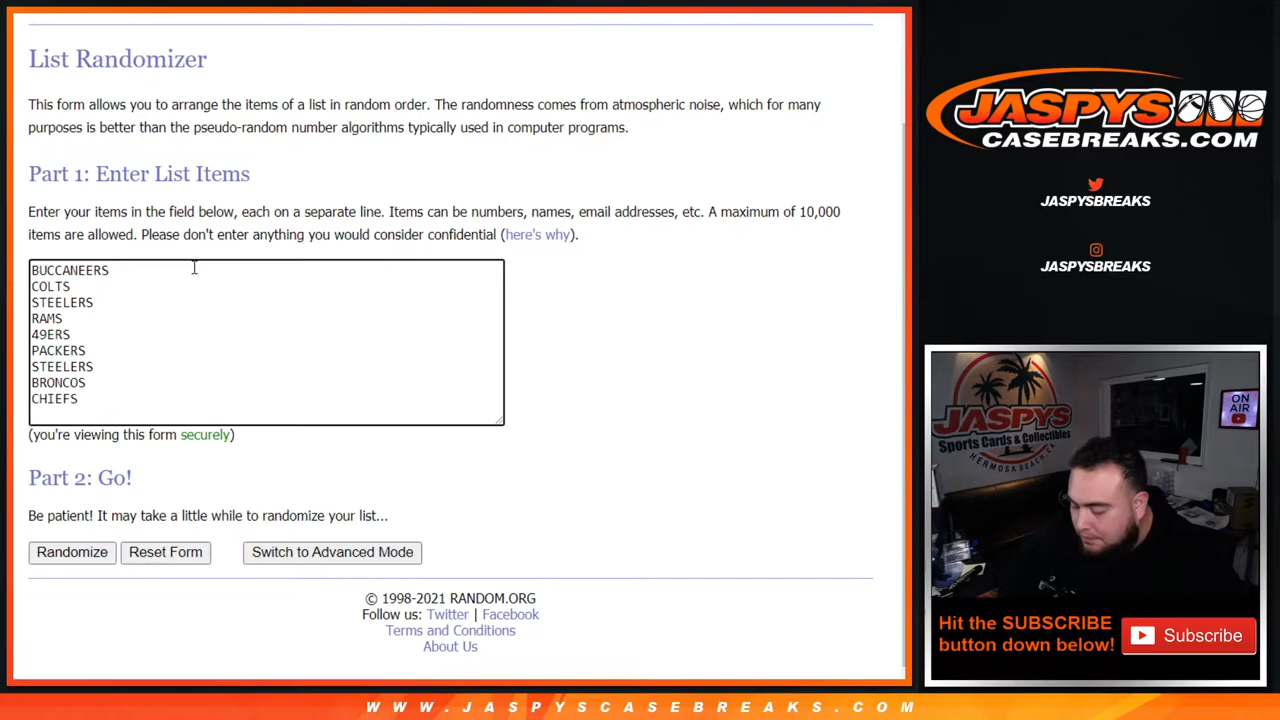 List Randomizer
This form allows you to arrange the items of a list in random order. The randomness comes from atmospheric noise, which for many
purposes is better than the pseudo-random number algorithms typically used in computer programs.
Part 1: Enter List Items
Enter your items in the field below, each on a separate line. Items can be numbers, names, email addresses, etc. A maximum of 10,000
items are allowed. Please don't enter anything you would consider confidential (here's why).
BUCCANEERS
COLTS
STEELERS
RAMS
49ERS
PACKERS
STEELERS
BRONCOS
CHIEFS
(you're viewing this form securely)
Part 2: Go!
Be patient! It may take a little while to randomize your list...
Randomize
Reset Form
Switch to Advanced Mode
© 1998-2021 RANDOM.ORG
Follow us: Twitter | Facebook
Terms and Conditions
About Us
JASPYS
CASEBREAKS.COM
JASPYSBREAKS
JASPYSBREAKS
JASPYS
Sports Cards & Collectibles
HERMOSA BEACH, CA
ON
AIR
Hit the SUBSCRIBE
button down below!
Subscribe
WWW.JASPYSCASEBREAKS.COM